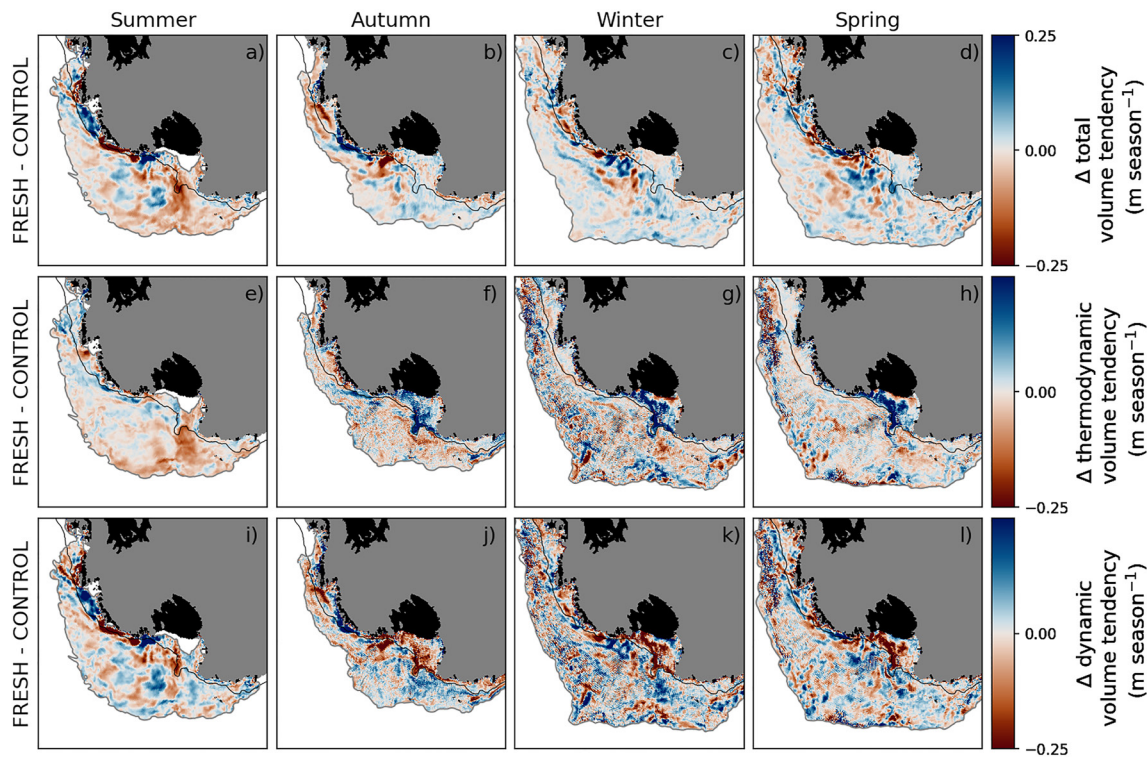 Summer Autumn Winter Spring
FRESH - CONTROL
a) b) c) d)
0.25
0.00
−0.25
Δ total
volume tendency
(m season⁻¹)
FRESH - CONTROL
e) f) g) h)
0.00
−0.25
Δ thermodynamic
volume tendency
(m season⁻¹)
FRESH - CONTROL
i) j) k) l)
0.00
−0.25
Δ dynamic
volume tendency
(m season⁻¹)